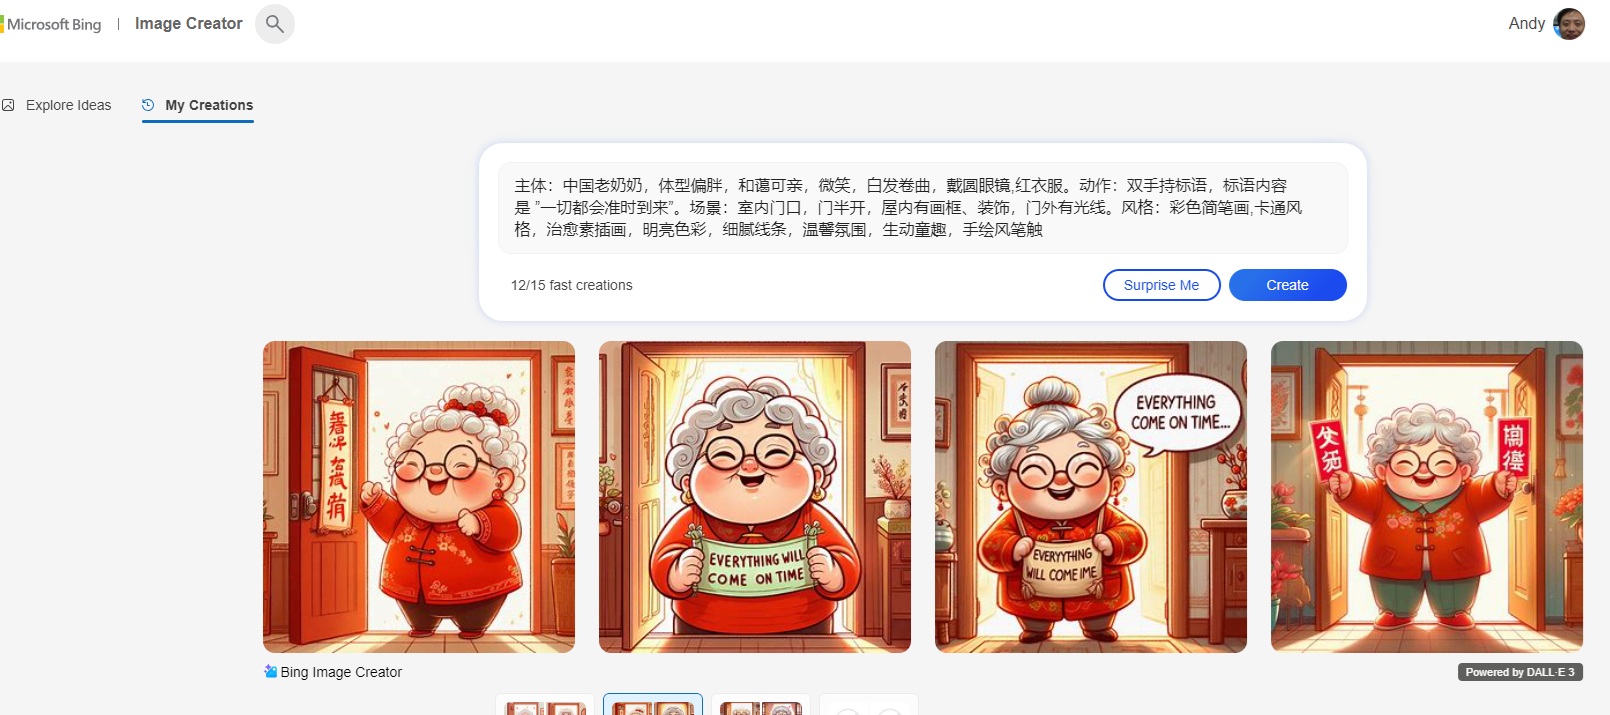 Microsoft Bing | Image Creator
Andy
Explore Ideas
My Creations
主体：中国老奶奶，体型偏胖，和蔼可亲，微笑，白发卷曲，戴圆眼镜,红衣服。动作：双手持标语，标语内容
是 ”一切都会准时到来”。场景：室内门口，门半开，屋内有画框、装饰，门外有光线。风格：彩色简笔画,卡通风
格，治愈素插画，明亮色彩，细腻线条，温馨氛围，生动童趣，手绘风笔触
12/15 fast creations
Surprise Me
Create
EVERYTHING WILL
COME ON TIME
EVERYTHING
COME ON TIME...
EVERYYTHING
WILL COME IME
Bing Image Creator
Powered by DALL·E 3